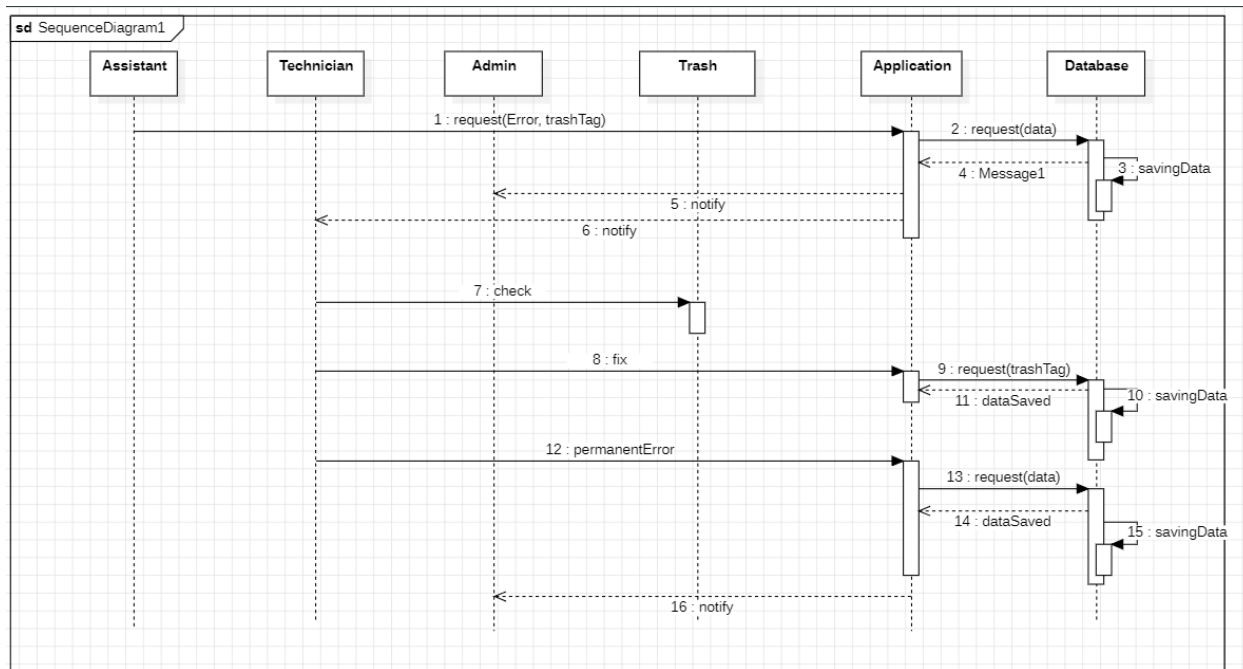 sd SequenceDiagram1
Assistant
Technician
Admin
Trash
Application
Database
1 : request(Error, trashTag)
2 : request(data)
3 : savingData
4 : Message1
5 : notify
6 : notify
7 : check
8 : fix
9 : request(trashTag)
10 : savingData
11 : dataSaved
12 : permanentError
13 : request(data)
14 : dataSaved
15 : savingData
16 : notify